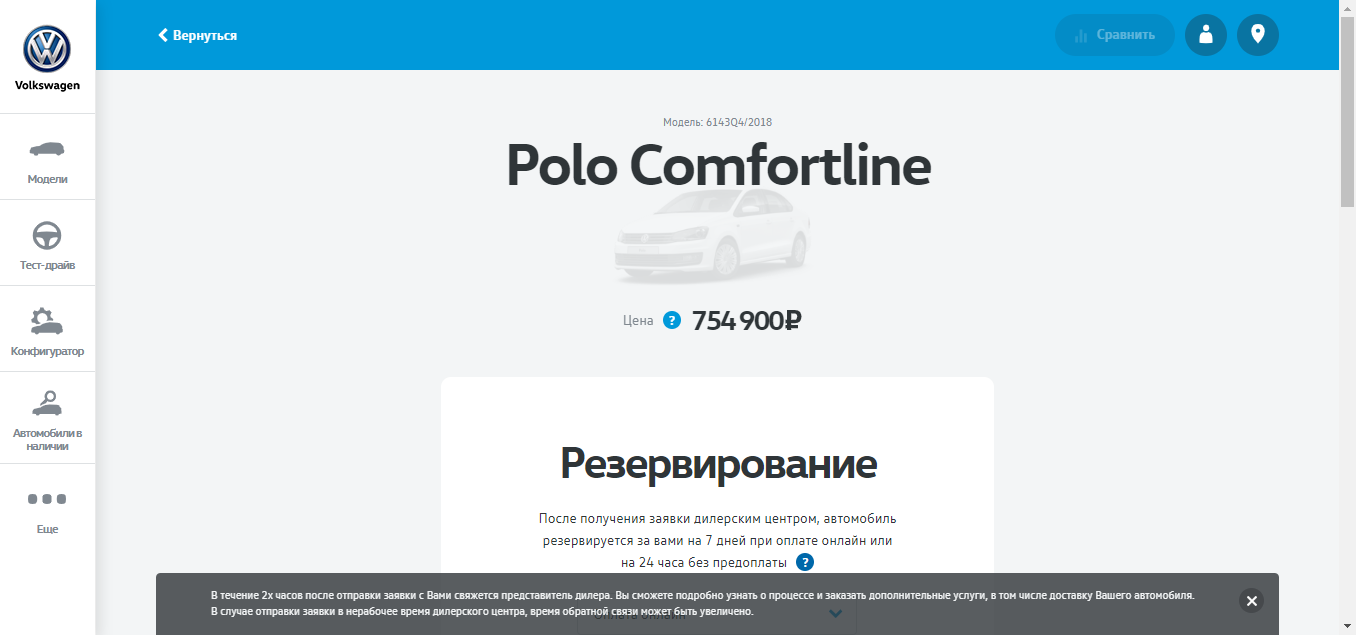 Вернуться
Сравнить
Volkswagen
Модели
Тест-драйв
Конфигуратор
Автомобили в
наличии
Еще
Модель: 6143Q4/2018
Polo Comfortline
Цена ? 754 900₽
Резервирование
После получения заявки дилерским центром, автомобиль
резервируется за вами на 7 дней при оплате онлайн или
на 24 часа без предоплаты ?
В течение 2х часов после отправки заявки с Вами свяжется представитель дилера. Вы сможете подробно узнать о процессе и заказать дополнительные услуги, в том числе доставку Вашего автомобиля.
В случае отправки заявки в нерабочее время дилерского центра, время обратной связи может быть увеличено.
Оплата онлайн